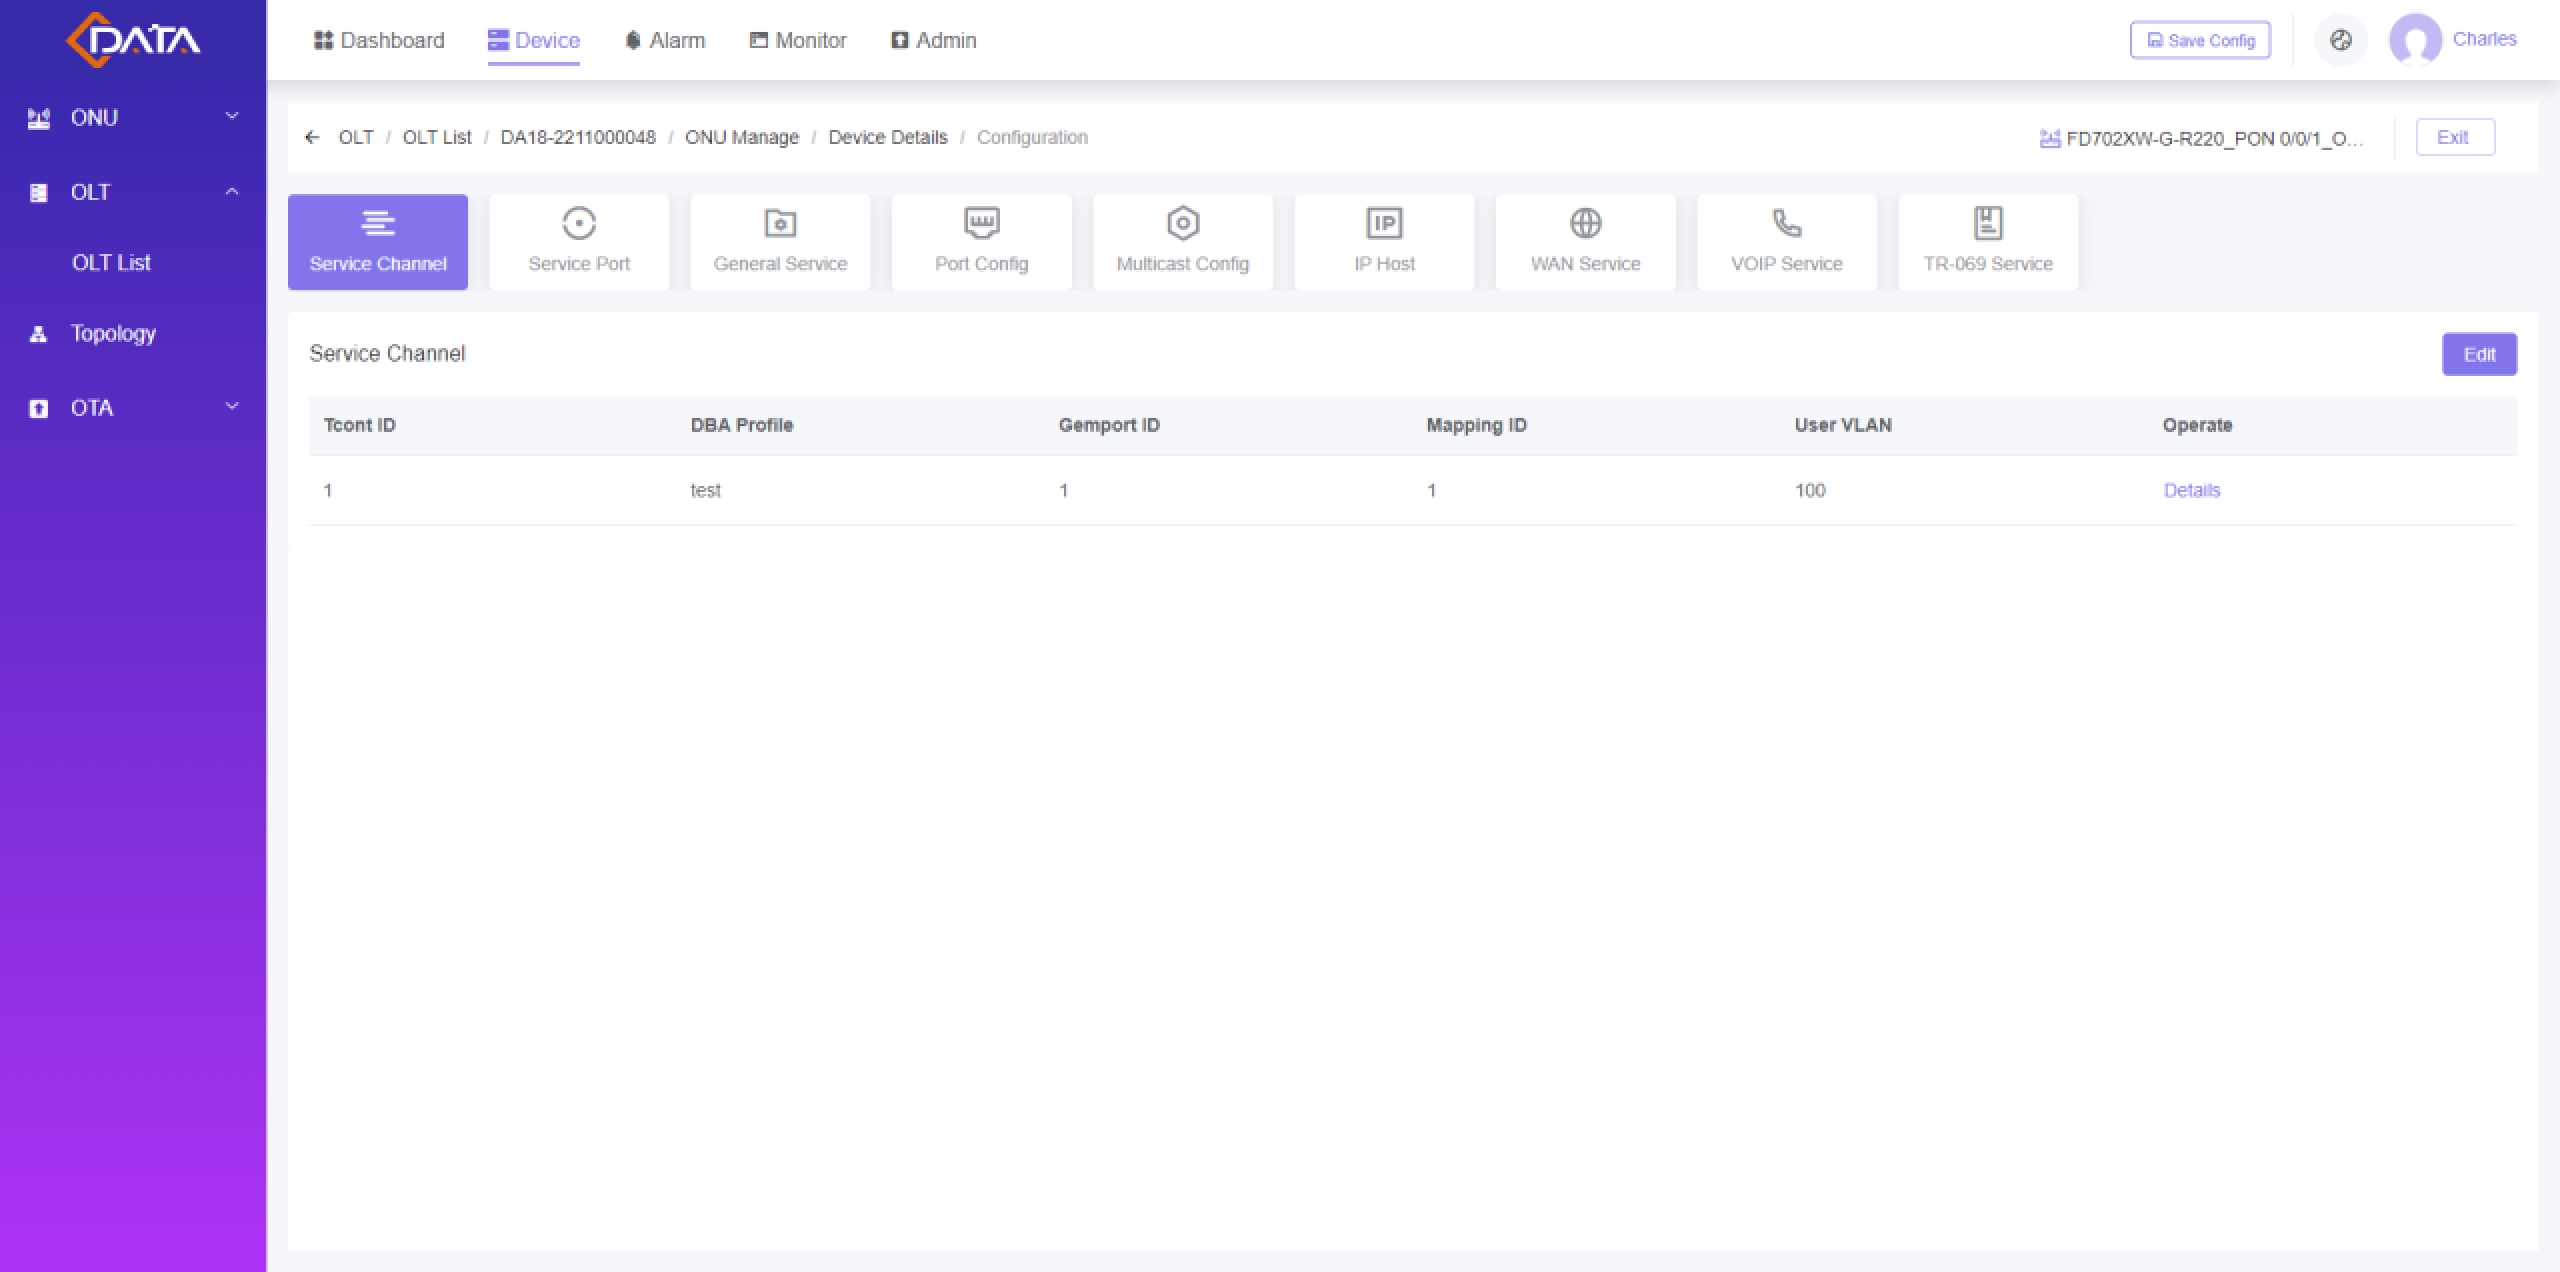 DATA
Dashboard Device Alarm Monitor Admin Save Config Charles
ONU
OLT
OLT List
Topology
OTA
OLT / OLT List / DA18-2211000048 / ONU Manage / Device Details / Configuration FD702XW-G-R220_PON 0/0/1_O... Exit
Service Channel Service Port General Service Port Config Multicast Config IP Host WAN Service VOIP Service TR-069 Service
Service Channel Edit
Tcont ID DBA Profile Gemport ID Mapping ID User VLAN Operate
1 test 1 1 100 Details